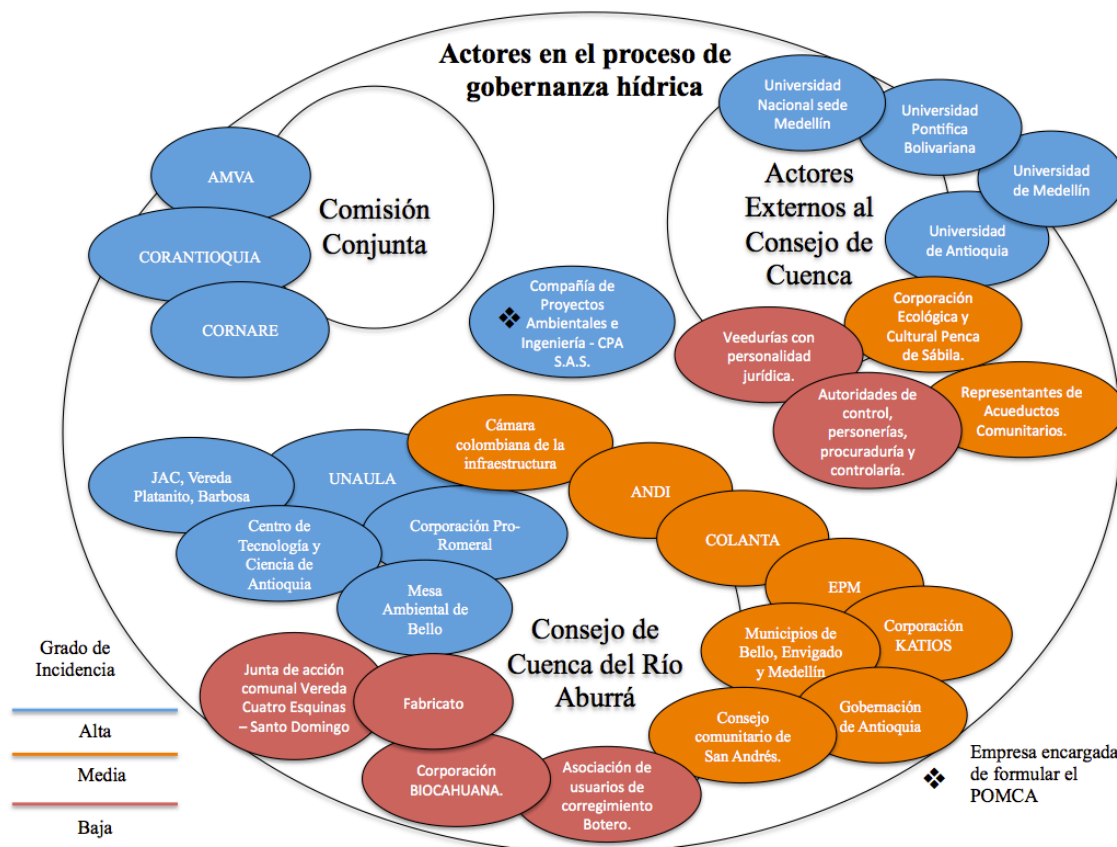 Actores en el proceso de
gobernanza hídrica
AMVA
CORANTIOQUIA
CORNARE
Comisión
Conjunta
Universidad
Nacional sede
Medellín
Universidad
Pontifica
Bolivariana
Universidad
de Medellín
Universidad
de Antioquia
Actores
Externos al
Consejo de
Cuenca
Compañía de
Proyectos
Ambientales e
Ingeniería - CPA
S.A.S.
Corporación
Ecológica y
Cultural Penca
de Sábila.
Veedurías con
personalidad
jurídica.
Autoridades de
control,
personerías,
procuraduría y
controlaría.
Representantes de
Acueductos
Comunitarios.
JAC, Vereda
Platanito, Barbosa
UNAULA
Cámara
colombiana de la
infraestructura
Centro de
Tecnología y
Ciencia de
Antioquia
Corporación Pro-
Romeral
Mesa
Ambiental de
Bello
ANDI
COLANTA
EPM
Corporación
KATIOS
Municipios de
Bello, Envigado y
Medellín
Gobernación
de Antioquia
Consejo
comunitario de
San Andrés.
Consejo de
Cuenca del Río
Aburrá
Junta de acción
comunal Vereda
Cuatro Esquinas
– Santo Domingo
Fabricato
Corporación
BIOCAHUANA.
Asociación de
usuarios de
corregimiento
Botero.
Grado de
Incidencia
Alta
Media
Baja
Empresa encargada
de formular el
POMCA